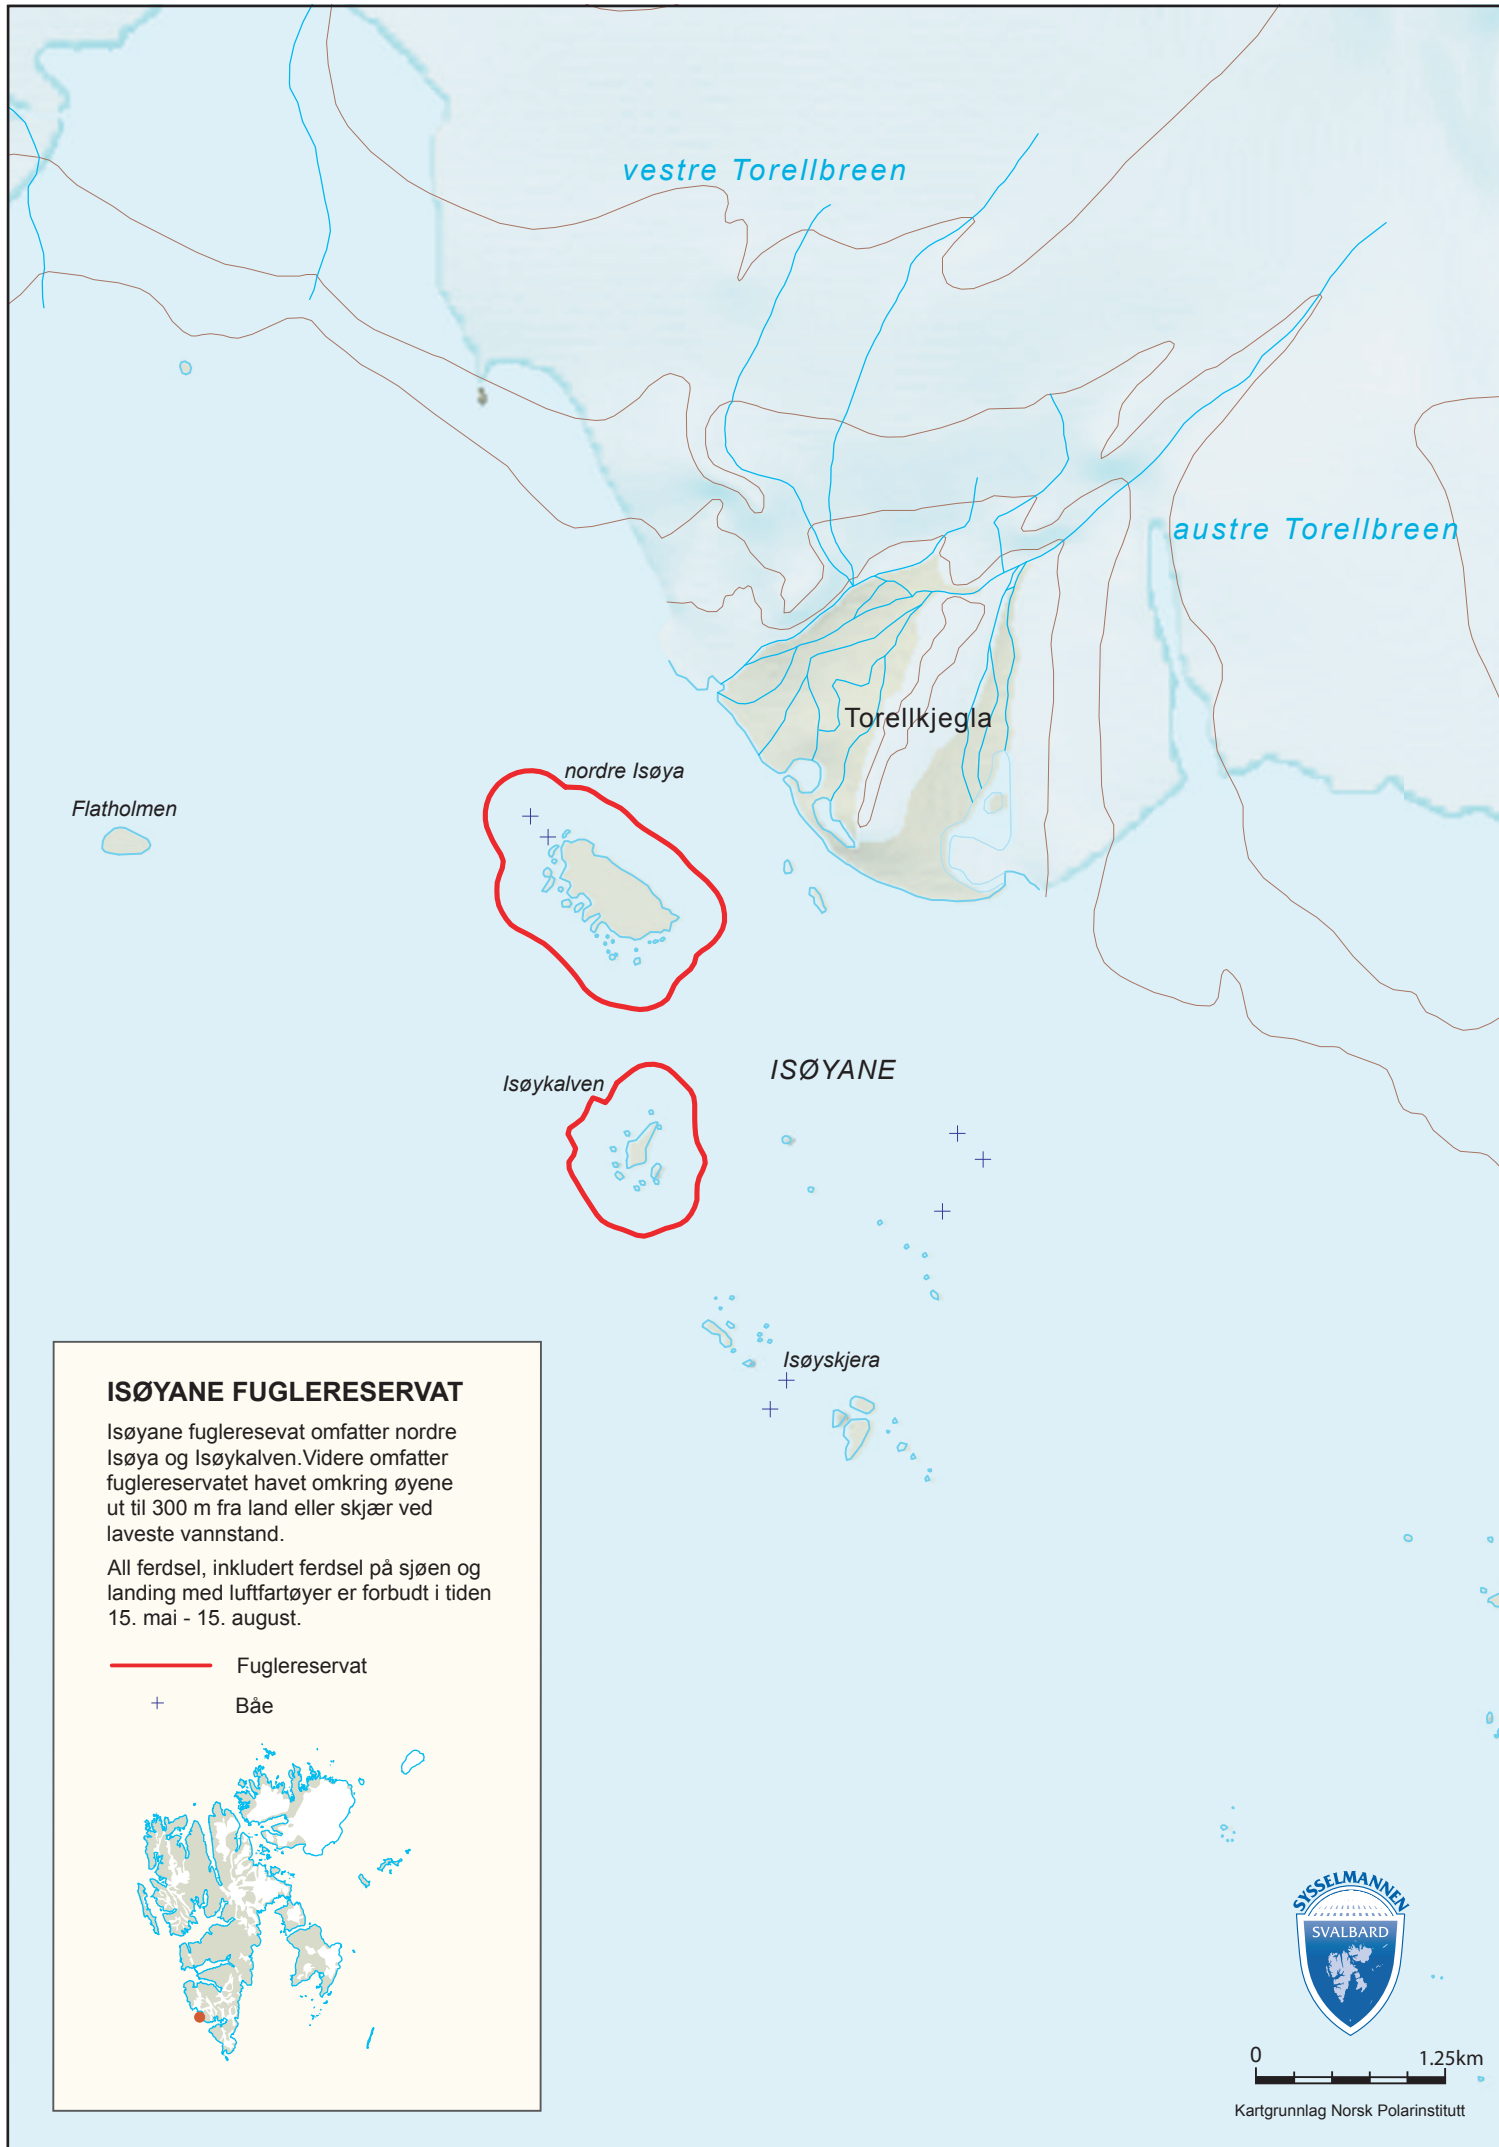 vestre Torellbreen
austre Torellbreen
Torellkjegla
nordre Isøya
Flatholmen
ISØYANE
Isøykalven
Isøyskjera
ISØYANE FUGLERESERVAT
Isøyane fugleresevat omfatter nordre
Isøya og Isøykalven.Videre omfatter
fuglereservatet havet omkring øyene
ut til 300 m fra land eller skjær ved
laveste vannstand.
All ferdsel, inkludert ferdsel på sjøen og
landing med luftfartøyer er forbudt i tiden
15. mai - 15. august.
Fuglereservat
Båe
SYSSELMANNEN
SVALBARD
0 1.25km
Kartgrunnlag Norsk Polarinstitutt